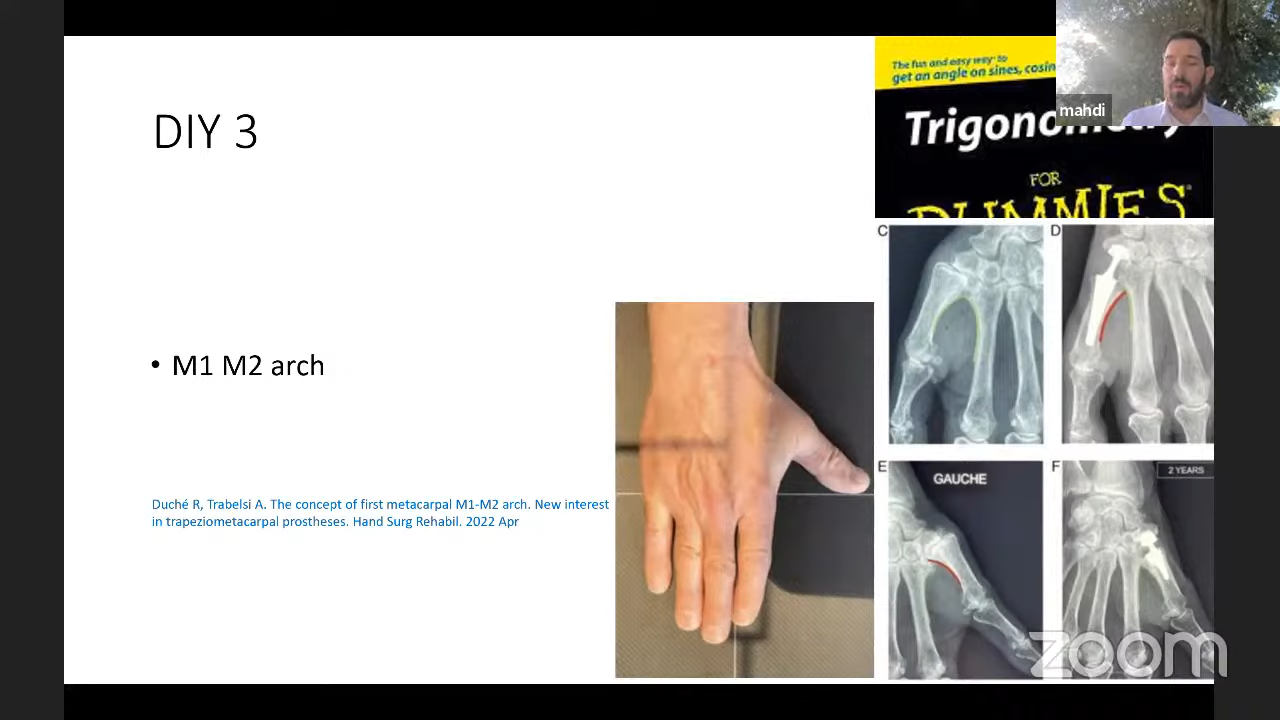 The fun and easy way to
get an angle on sines,
mahdi
DIY 3
FOR
DUMMIES
C
D
M1 M2 arch
E
GAUCHE
F
2 YEARS
Duché R, Trabelsi A. The concept of first metacarpal M1-M2 arch. New interest
in trapeziometacarpal prostheses. Hand Surg Rehabil. 2022 Apr
zoom